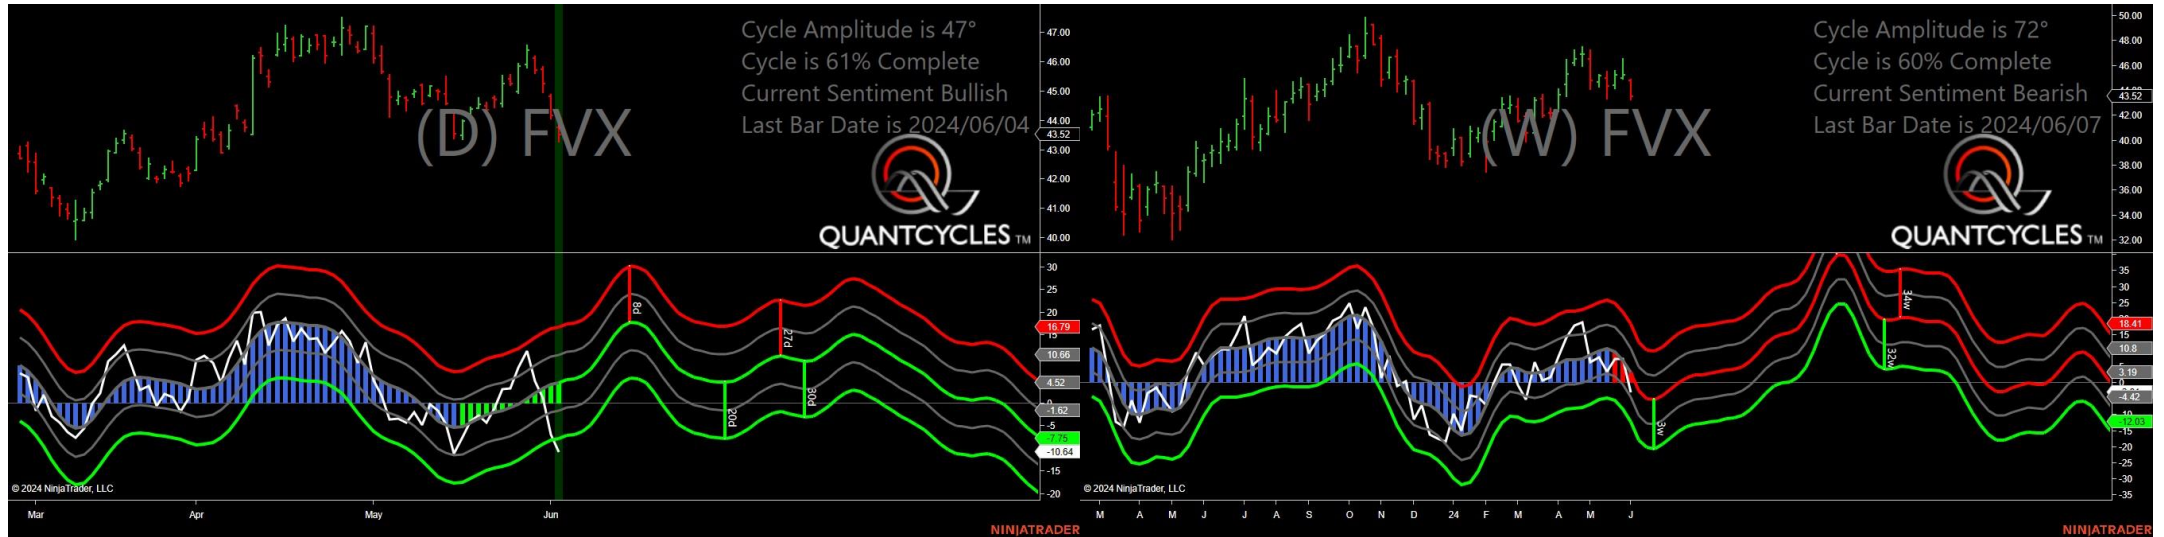 Cycle Amplitude is 47°
Cycle is 61% Complete
Current Sentiment Bullish
Last Bar Date is 2024/06/04
(D) FVX
QUANTCYCLES TM
47.00
46.00
45.00
44.00
43.52
43.00
42.00
41.00
40.00
30
25
20
16.79
15
10.66
4.52
0
-1.62
-5
-7.75
-10.64
-15
-20
8d
27d
20d
30d
© 2024 NinjaTrader, LLC
Mar Apr May Jun
NINJATRADER
Cycle Amplitude is 72°
Cycle is 60% Complete
Current Sentiment Bearish
Last Bar Date is 2024/06/07
(W) FVX
QUANTCYCLES TM
50.00
48.00
46.00
43.52
42.00
40.00
38.00
36.00
34.00
32.00
35
30
25
20
18.41
15
10.8
3.19
0
-4.42
-10
-12.03
-15
-20
-25
-30
-35
34w
32w
3w
© 2024 NinjaTrader, LLC
M A M J J A S O N D 24 F M A M J
NINJATRADER